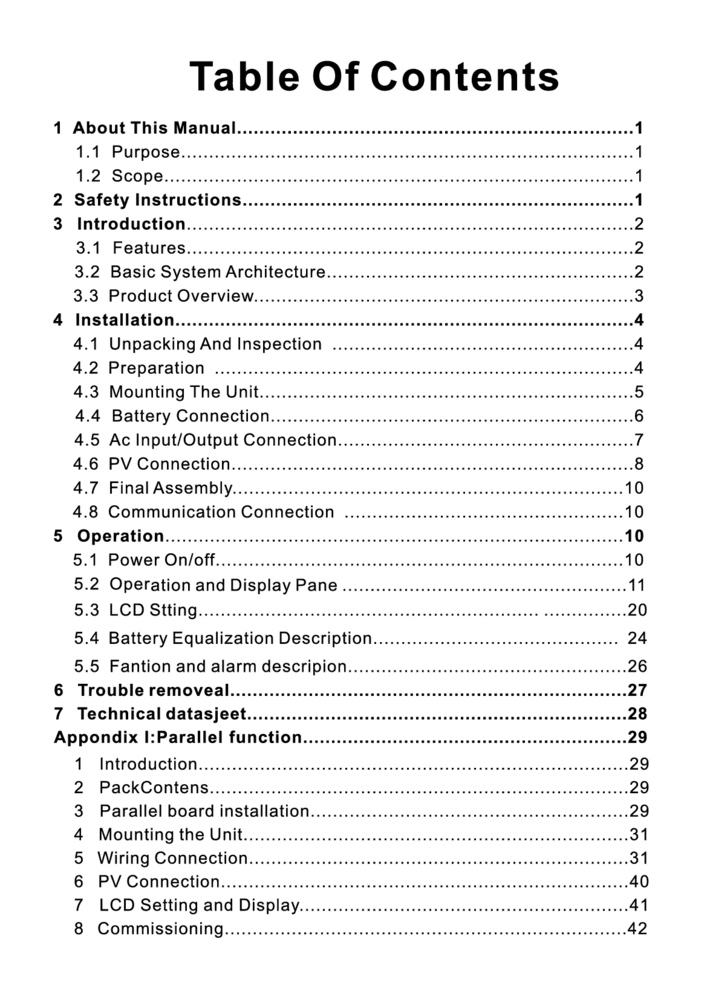 Table Of Contents
1 About This Manual..........1
1.1 Purpose..........1
1.2 Scope..........1
2 Safety Instructions..........1
3 Introduction..........2
3.1 Features..........2
3.2 Basic System Architecture..........2
3.3 Product Overview..........3
4 Installation..........4
4.1 Unpacking And Inspection ..........4
4.2 Preparation ..........4
4.3 Mounting The Unit..........5
4.4 Battery Connection..........6
4.5 Ac Input/Output Connection..........7
4.6 PV Connection..........8
4.7 Final Assembly..........10
4.8 Communication Connection ..........10
5 Operation..........10
5.1 Power On/off..........10
5.2 Operation and Display Pane ..........11
5.3 LCD Stting.......... ..........20
5.4 Battery Equalization Description.......... 24
5.5 Fantion and alarm descripion..........26
6 Trouble removeal..........27
7 Technical datasjeet..........28
Appondix I:Parallel function..........29
1 Introduction..........29
2 PackContens..........29
3 Parallel board installation..........29
4 Mounting the Unit..........31
5 Wiring Connection..........31
6 PV Connection..........40
7 LCD Setting and Display..........41
8 Commissioning..........42